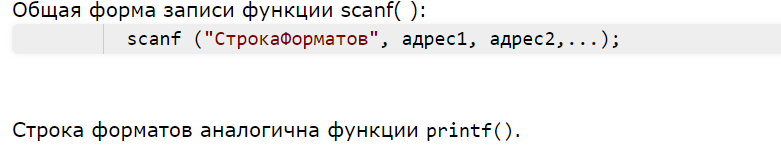 Общая форма записи функции scanf( ):
scanf ("СтрокаФорматов", адрес1, адрес2,...);
Строка форматов аналогична функции printf().